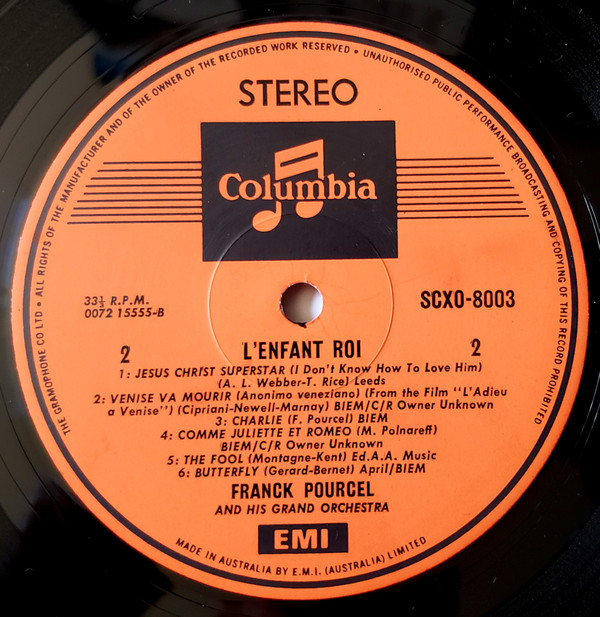 ALL RIGHTS OF THE MANUFACTURER AND OF THE OWNER OF THE RECORDED WORK RESERVED • UNAUTHORISED PUBLIC PERFORMANCE BROADCASTING AND COPYING OF THIS RECORD PROHIBITED
THE GRAMOPHONE CO LTD •
STEREO
Columbia
33⅓ R.P.M.
0072 15555-B
SCXO-8003
2 L'ENFANT ROI 2
1: JESUS CHRIST SUPERSTAR (I Don't Know How To Love Him)
(A. L. Webber-T. Rice) Leeds
2: VENISE VA MOURIR (Anonimo veneziano) (From the Film "L'Adieu
a Venise") (Cipriani-Newell-Marnay) BIEM/C/R Owner Unknown
3: CHARLIE (F. Pourcel) BIEM
4: COMME JULIETTE ET ROMEO (M. Polnareff)
BIEM/C/R Owner Unknown
5: THE FOOL (Montagne-Kent) Ed.A.A. Music
6: BUTTERFLY (Gerard-Bernet) April/BIEM
FRANCK POURCEL
AND HIS GRAND ORCHESTRA
EMI
MADE IN AUSTRALIA BY E.M.I. (AUSTRALIA) LIMITED